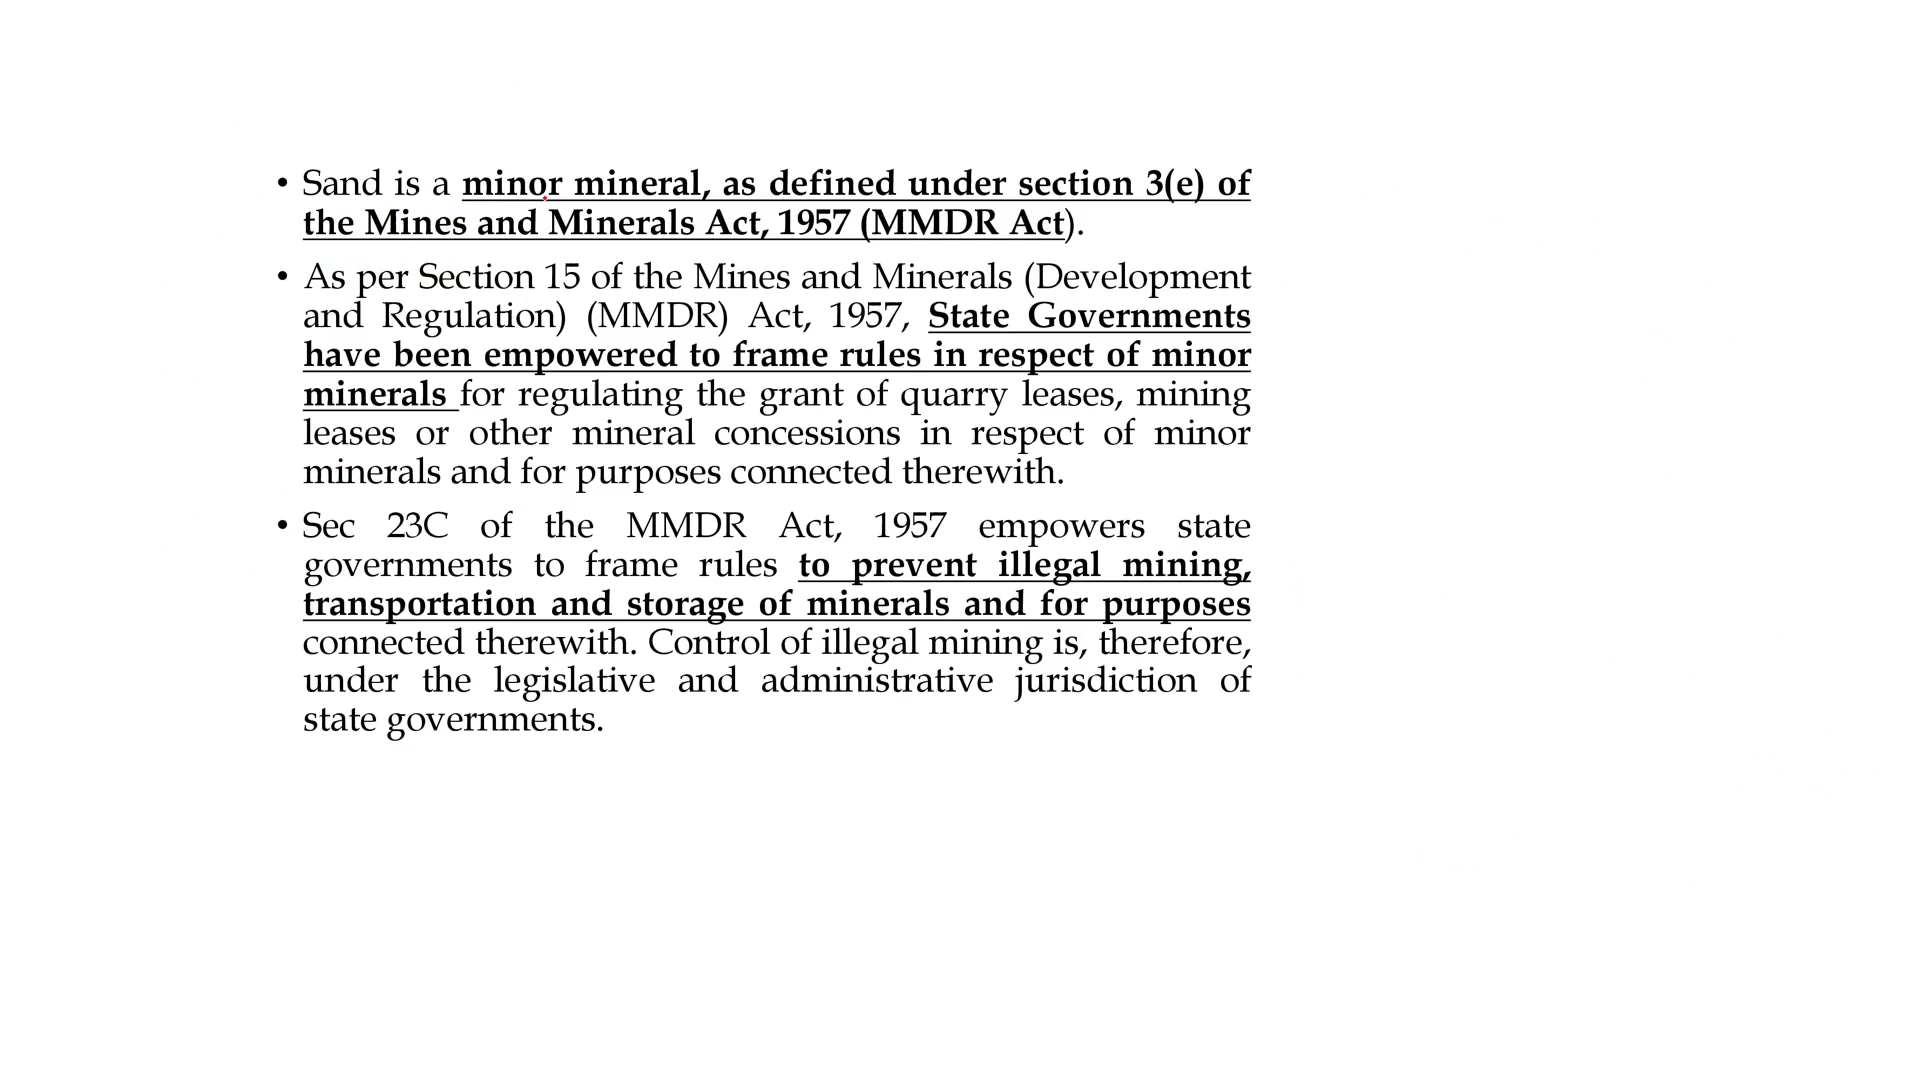 • Sand is a minor mineral, as defined under section 3(e) of
the Mines and Minerals Act, 1957 (MMDR Act).
• As per Section 15 of the Mines and Minerals (Development
and Regulation) (MMDR) Act, 1957, State Governments
have been empowered to frame rules in respect of minor
minerals for regulating the grant of quarry leases, mining
leases or other mineral concessions in respect of minor
minerals and for purposes connected therewith.
• Sec 23C of the MMDR Act, 1957 empowers state
governments to frame rules to prevent illegal mining,
transportation and storage of minerals and for purposes
connected therewith. Control of illegal mining is, therefore,
under the legislative and administrative jurisdiction of
state governments.